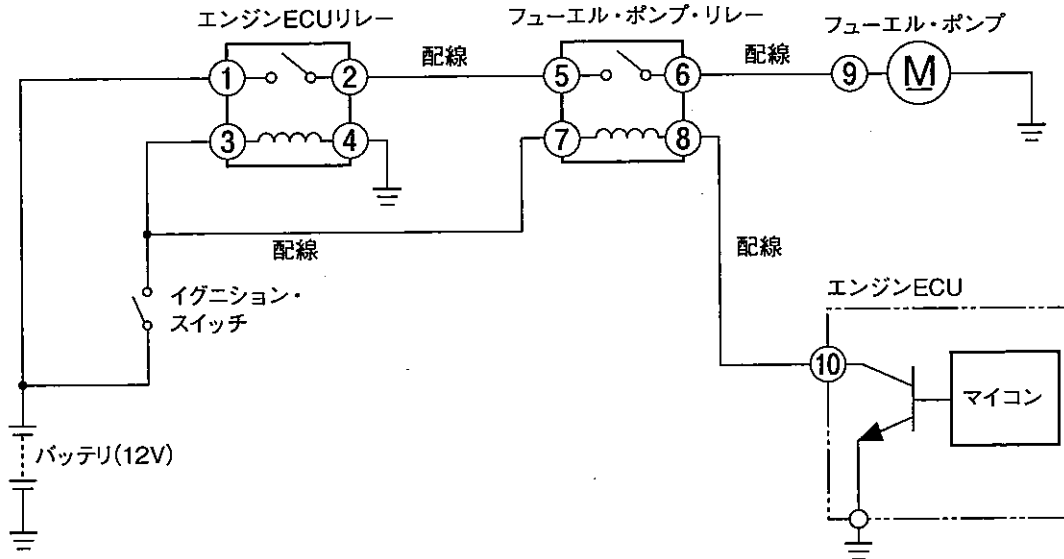 エンジンECUリレー
フューエル・ポンプ・リレー
フューエル・ポンプ
① ② 配線 ⑤ ⑥ 配線 ⑨ M
③ ④ ⑦ ⑧
配線
配線
イグニション・
スイッチ
エンジンECU
⑩
マイコン
バッテリ(12V)